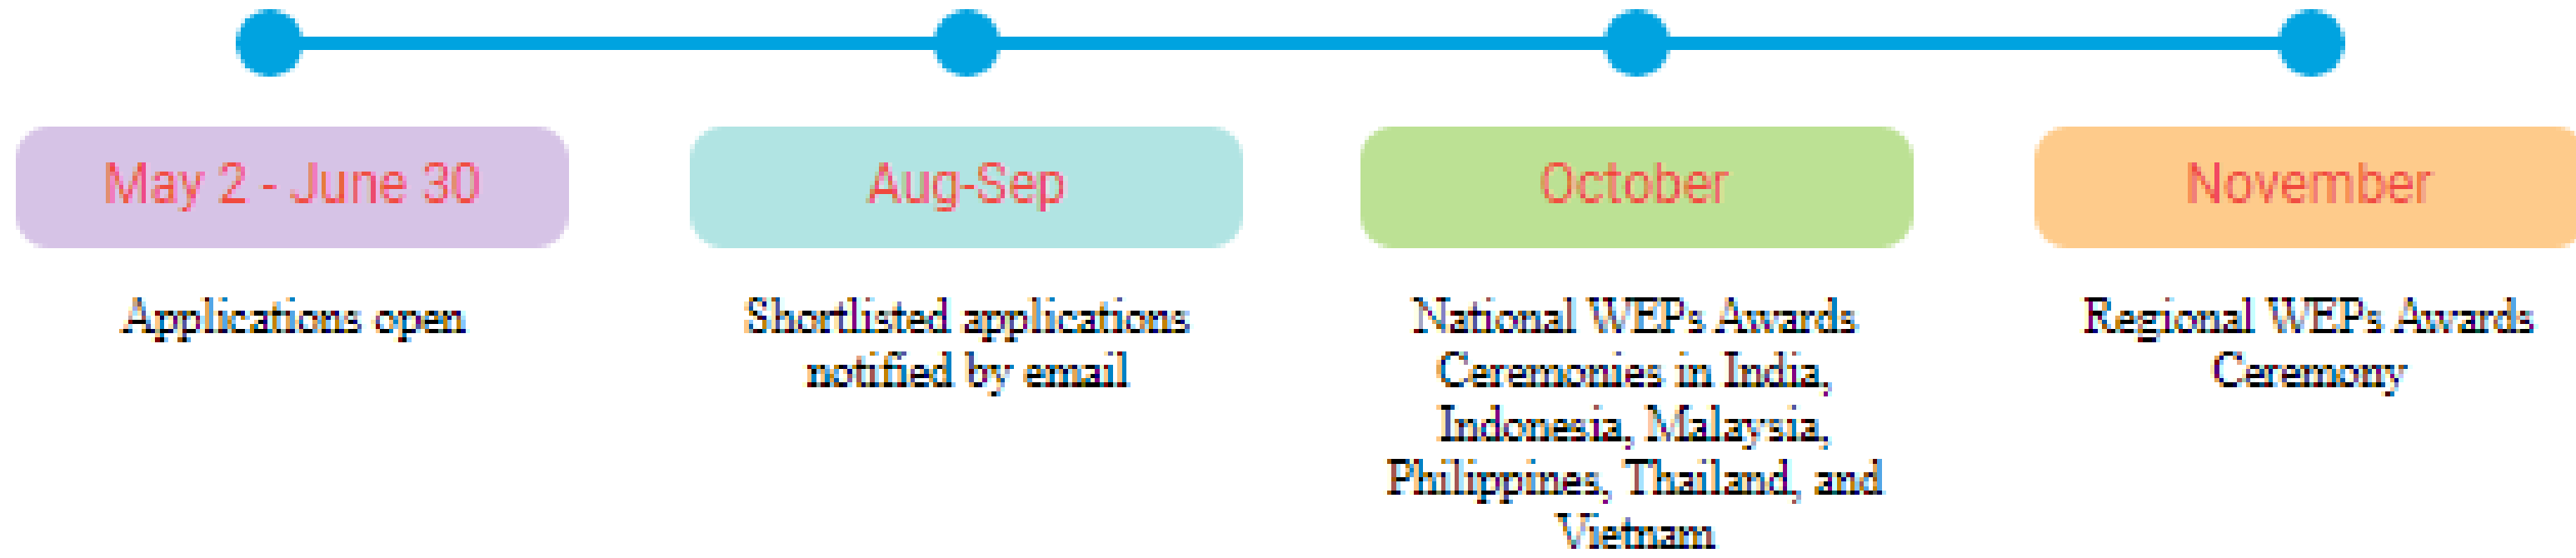 May 2 - June 30
Applications open
Aug-Sep
Shortlisted applications
notified by email
October
National WEPs Awards
Ceremonies in India,
Indonesia, Malaysia,
Philippines, Thailand, and
Vietnam
November
Regional WEPs Awards
Ceremony